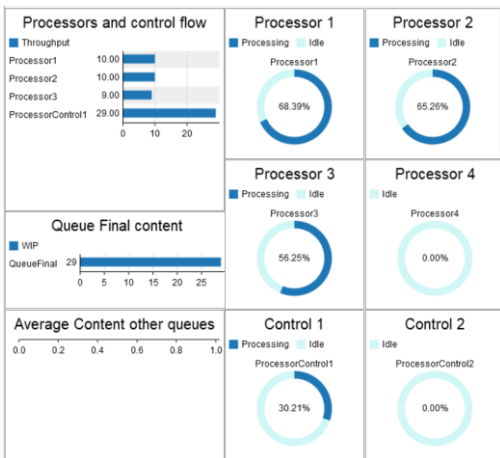 Processors and control flow
Throughput
Processor1 10.00
Processor2 10.00
Processor3 9.00
ProcessorControl1 29.00
0 10 20
Queue Final content
WIP
QueueFinal 29
0 5 10 15 20 25
Average Content other queues
0.0 0.2 0.4 0.6 0.8 1.0
Processor 1
Processing Idle
Processor1
68.39%
Processor 2
Processing Idle
Processor2
65.26%
Processor 3
Processing Idle
Processor3
56.25%
Processor 4
Idle
Processor4
0.00%
Control 1
Processing Idle
ProcessorControl1
30.21%
Control 2
Idle
ProcessorControl2
0.00%